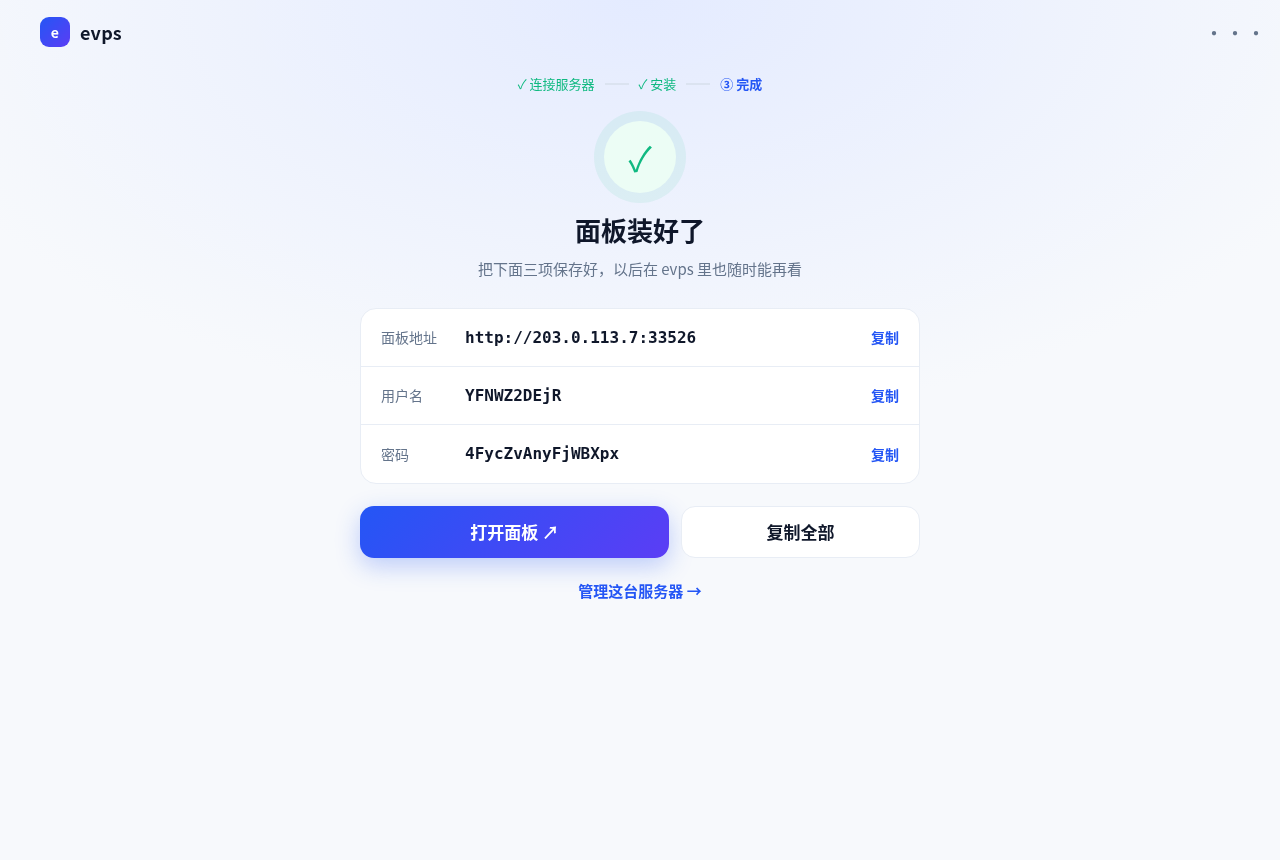 e evps
✓ 连接服务器 ✓ 安装 ③ 完成
✓
面板装好了
把下面三项保存好，以后在 evps 里也随时能再看
面板地址 http://203.0.113.7:33526 复制
用户名 YFNWZ2DEjR 复制
密码 4FycZvAnyFjWBXpx 复制
打开面板 ↗ 复制全部
管理这台服务器 →